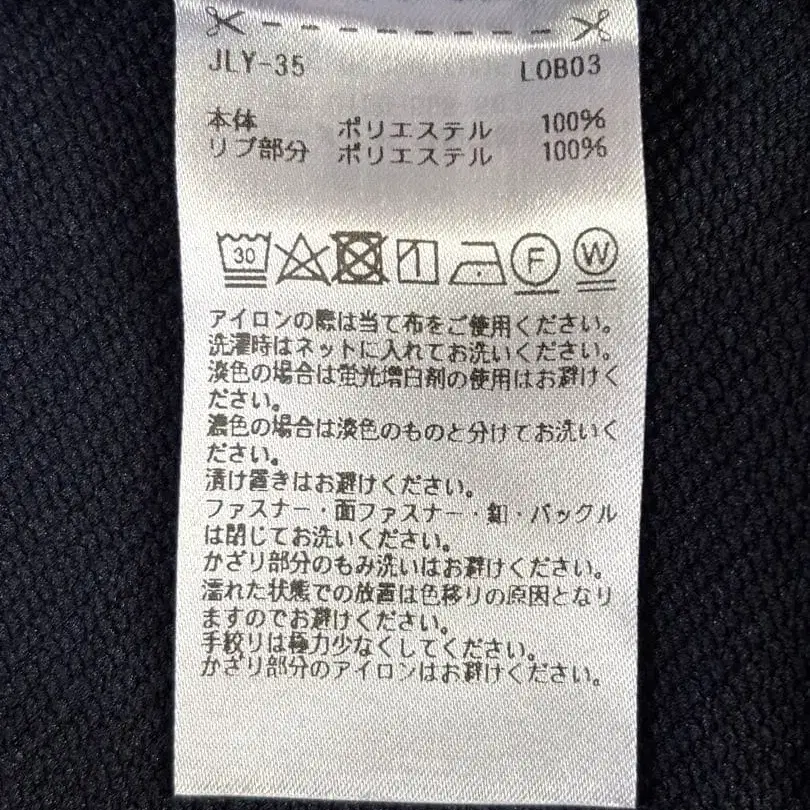 JLY-35 LOB03
本体 ポリエステル 100%
リブ部分 ポリエステル 100%
30 F W
アイロンの際は当て布をご使用ください。
洗濯時はネットに入れてお洗いください。
淡色の場合は蛍光増白剤の使用はお避けく
ださい。
濃色の場合は淡色のものと分けてお洗いく
ださい。
漬け置きはお避けください。
ファスナー・面ファスナー・釦・バックル
は閉じてお洗いください。
かざり部分のもみ洗いはお避けください。
濡れた状態での放置は色移りの原因となり
ますのでお避けください。
手絞りは極力少なくしてください。
かざり部分のアイロンはお避けください。